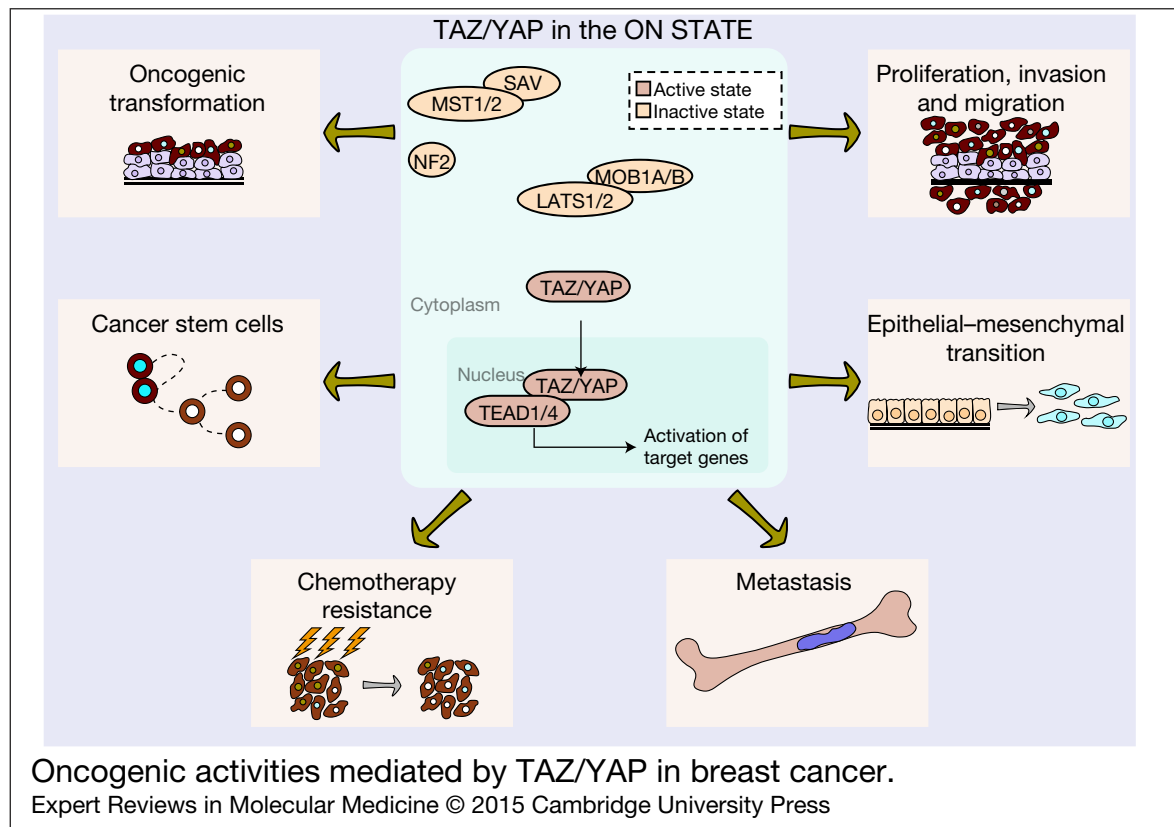 TAZ/YAP in the ON STATE
Oncogenic
transformation
SAV
MST1/2
NF2
MOB1A/B
LATS1/2
Active state
Inactive state
Proliferation, invasion
and migration
TAZ/YAP
Cytoplasm
Cancer stem cells
Nucleus
TAZ/YAP
TEAD1/4
Activation of
target genes
Epithelial–mesenchymal
transition
Chemotherapy
resistance
Metastasis
Oncogenic activities mediated by TAZ/YAP in breast cancer.
Expert Reviews in Molecular Medicine © 2015 Cambridge University Press